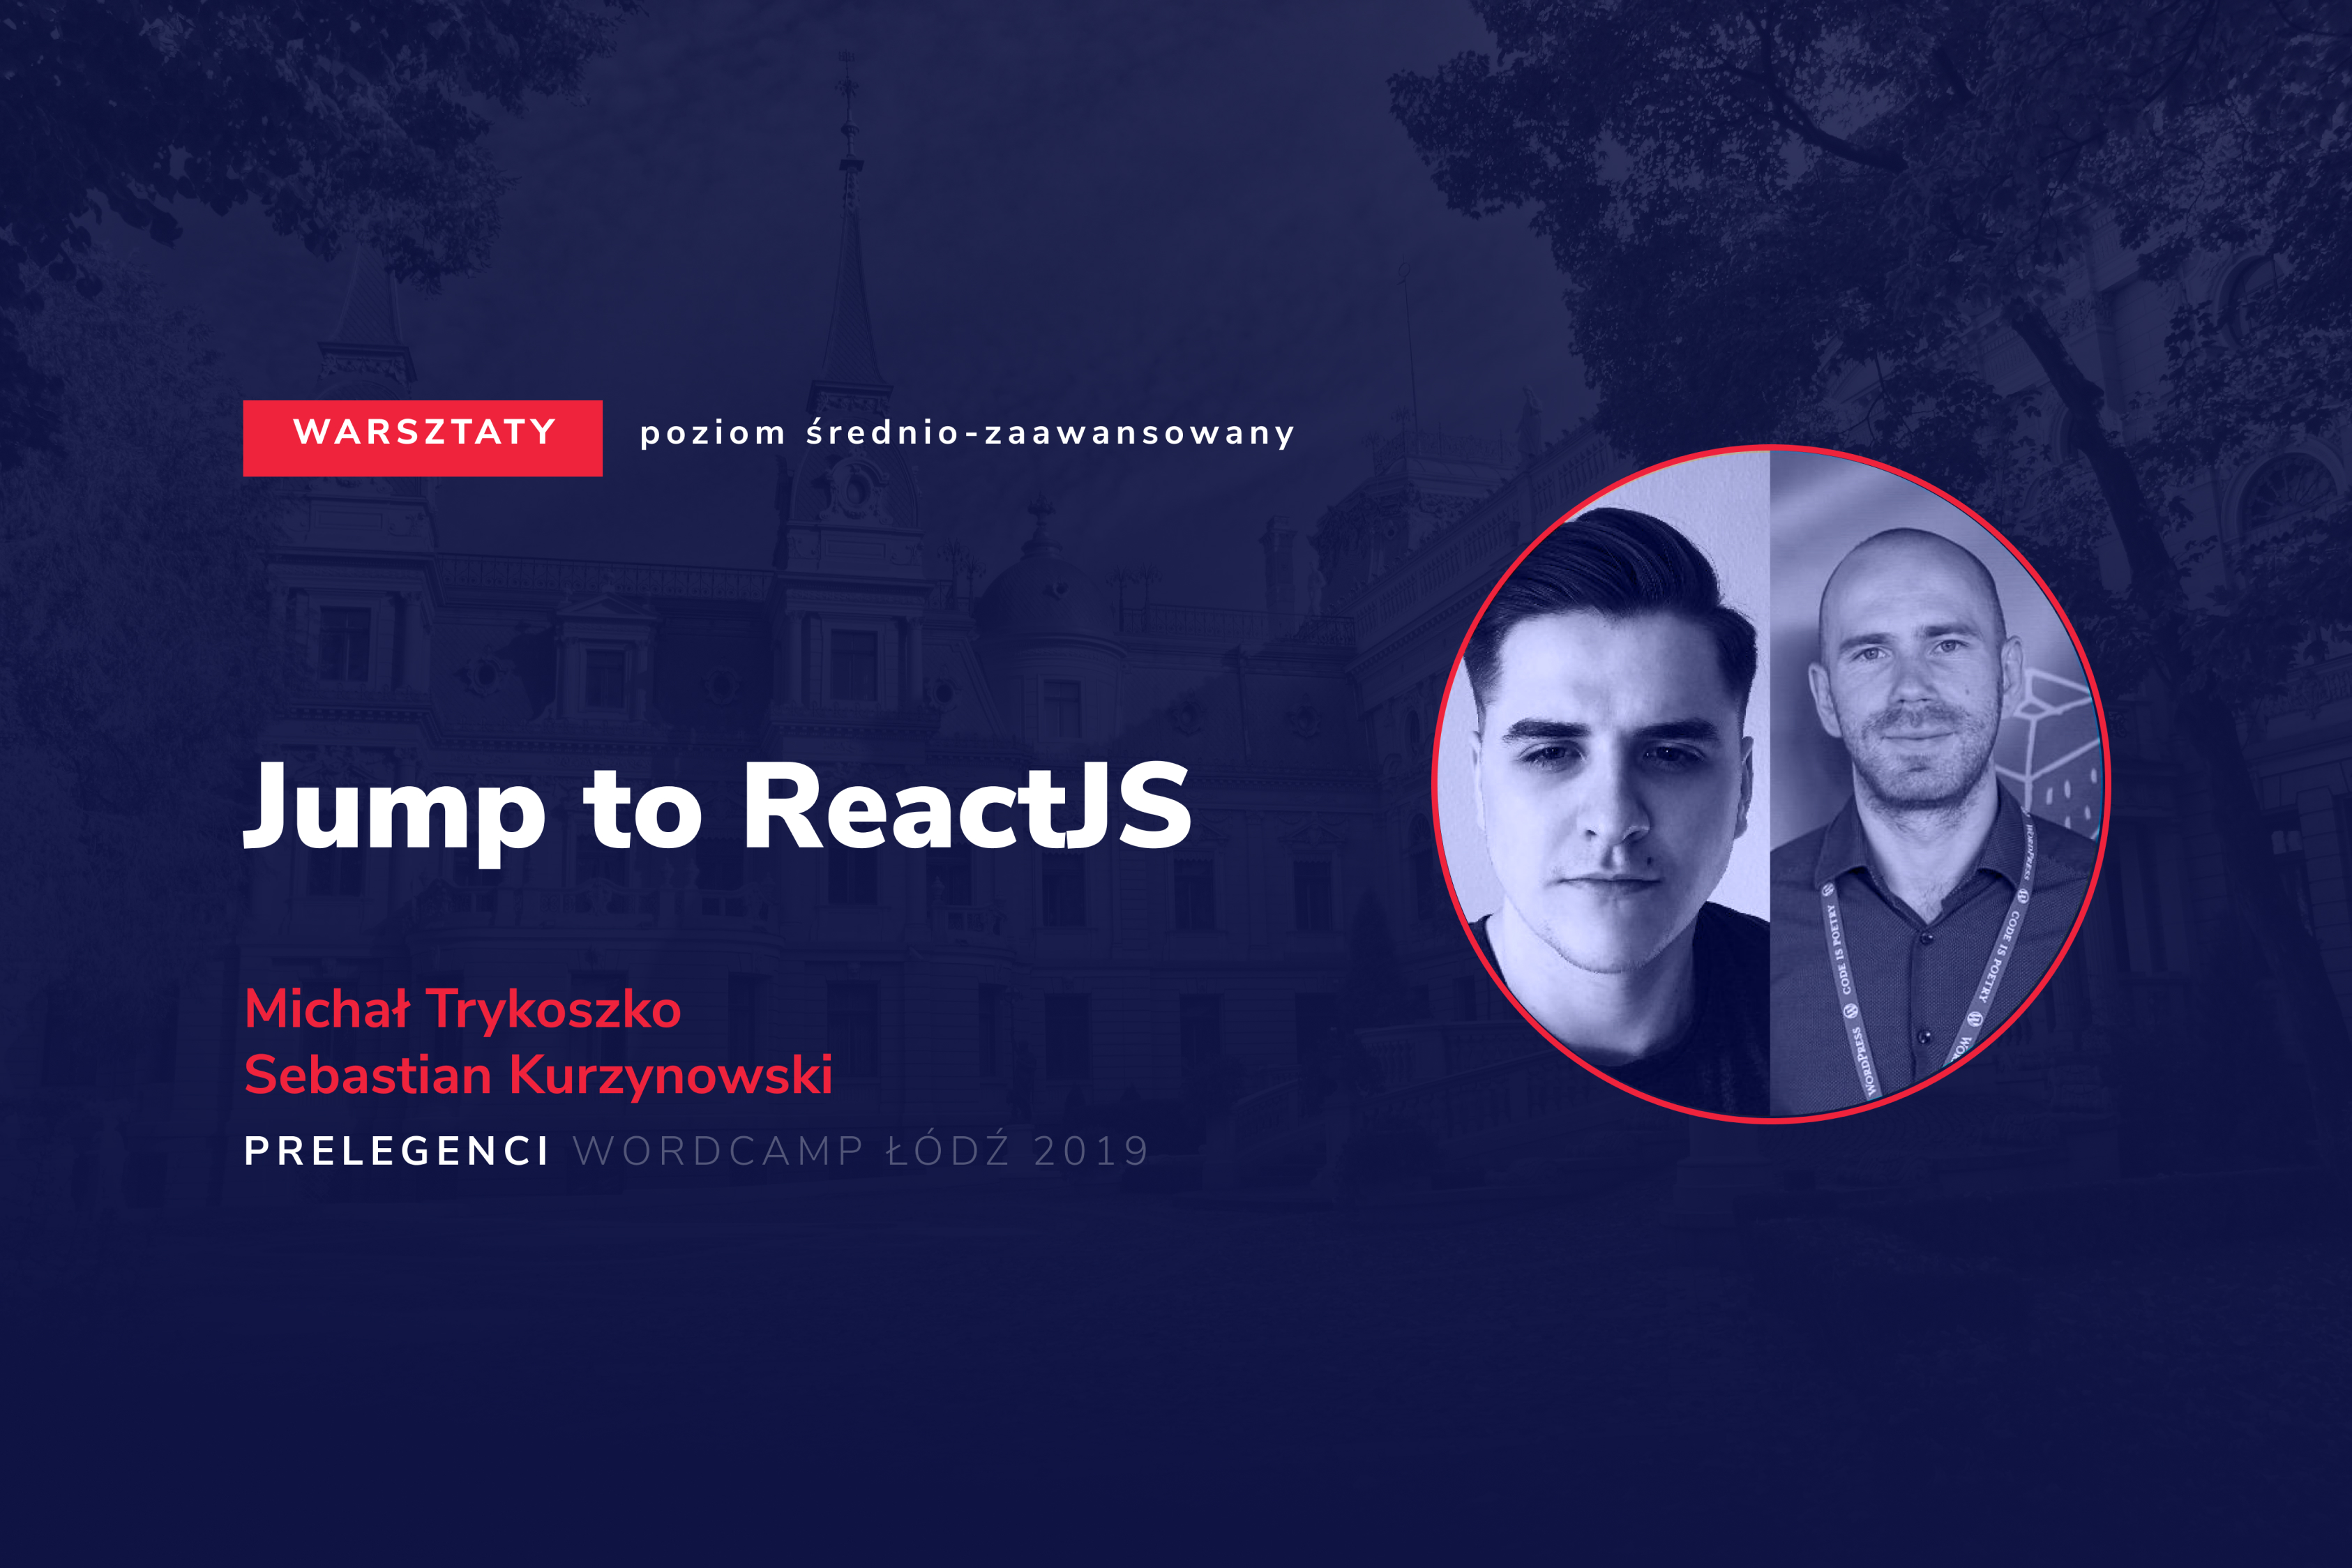 WARSZTATY poziom średnio-zaawansowany
Jump to ReactJS
Michał Trykoszko
Sebastian Kurzynowski
PRELEGENCI WORDCAMP ŁÓDŹ 2019
WORDPRESS CODE IS POETRY
WORDPRESS CODE IS POETRY